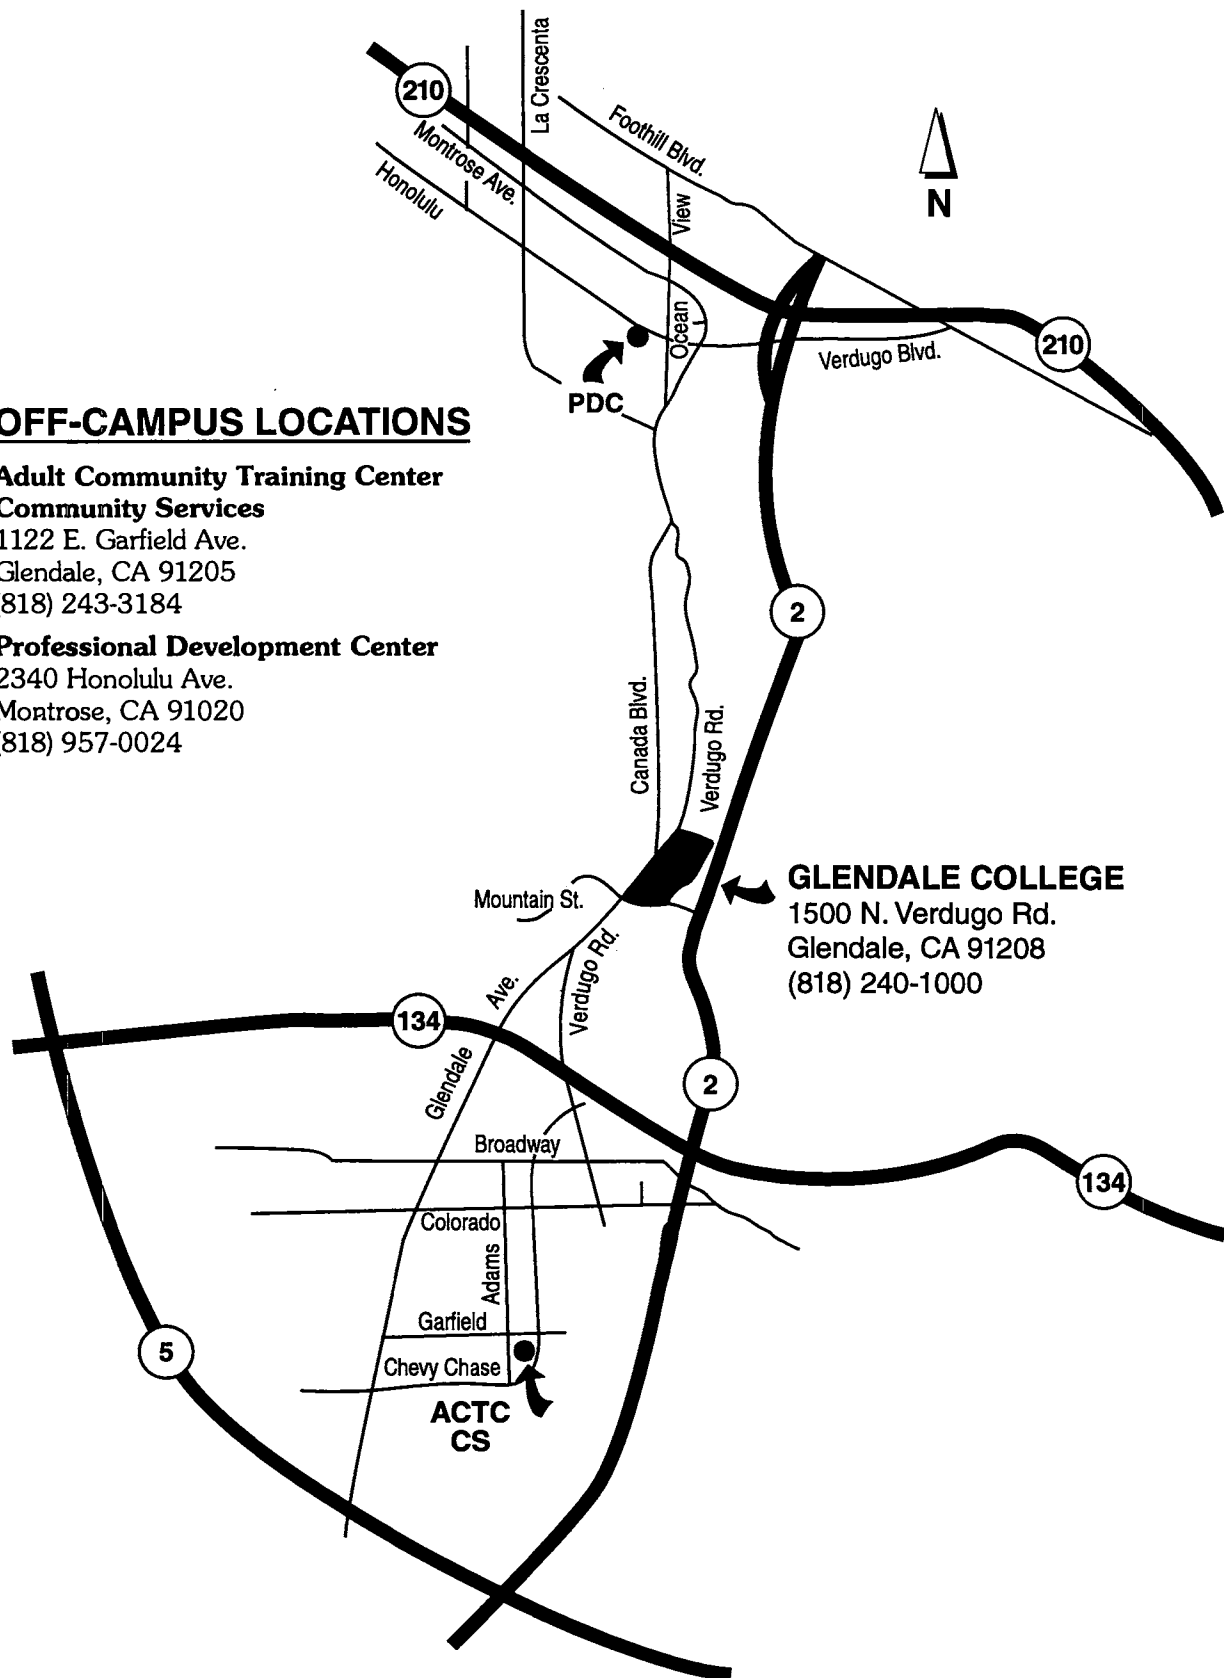 210
La Crescenta
Foothill Blvd.
Montrose Ave.
Honolulu
View
N
Ocean
Verdugo Blvd.
210
PDC
OFF-CAMPUS LOCATIONS
Adult Community Training Center
Community Services
1122 E. Garfield Ave.
Glendale, CA 91205
(818) 243-3184
Professional Development Center
2340 Honolulu Ave.
Montrose, CA 91020
(818) 957-0024
2
Canada Blvd.
Verdugo Rd.
GLENDALE COLLEGE
1500 N. Verdugo Rd.
Glendale, CA 91208
(818) 240-1000
Mountain St.
Verdugo Rd.
Ave.
134
Glendale
2
Broadway
134
Colorado
Adams
Garfield
5
Chevy Chase
ACTC
CS